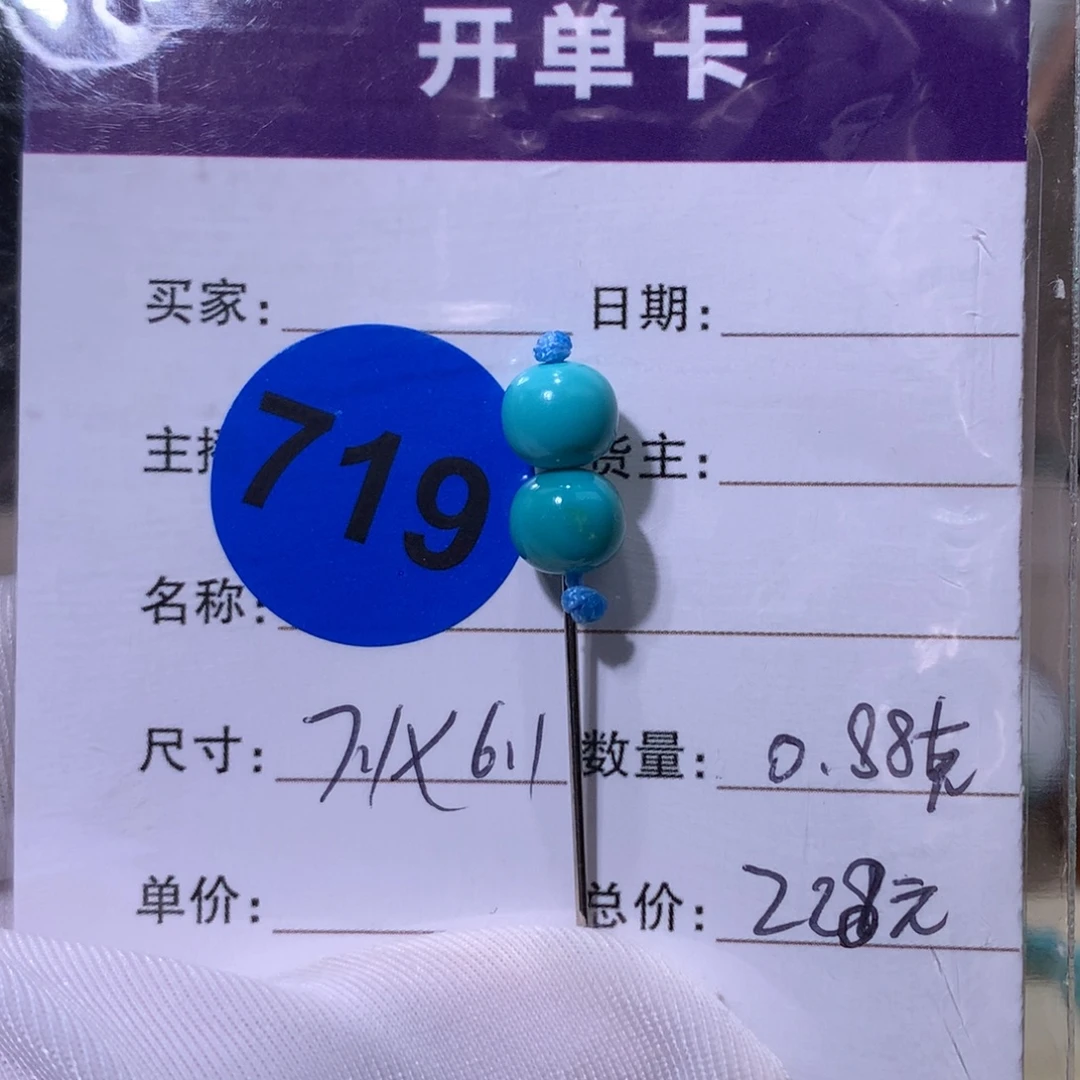 开单卡
买家： 日期：
719
主播 货主：
名称：
尺寸：7.1X6.1 数量：0.88克
单价： 总价：228元